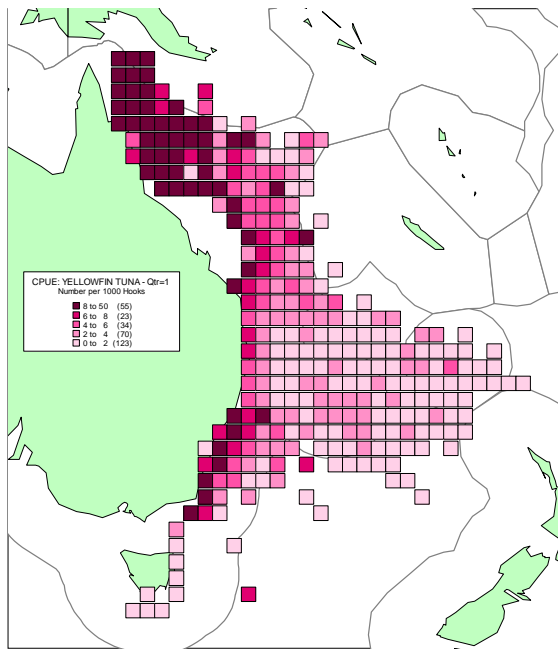 CPUE: YELLOWFIN TUNA - Qtr=1
Number per 1000 Hooks
8 to 50 (55)
6 to 8 (23)
4 to 6 (34)
2 to 4 (70)
0 to 2 (123)